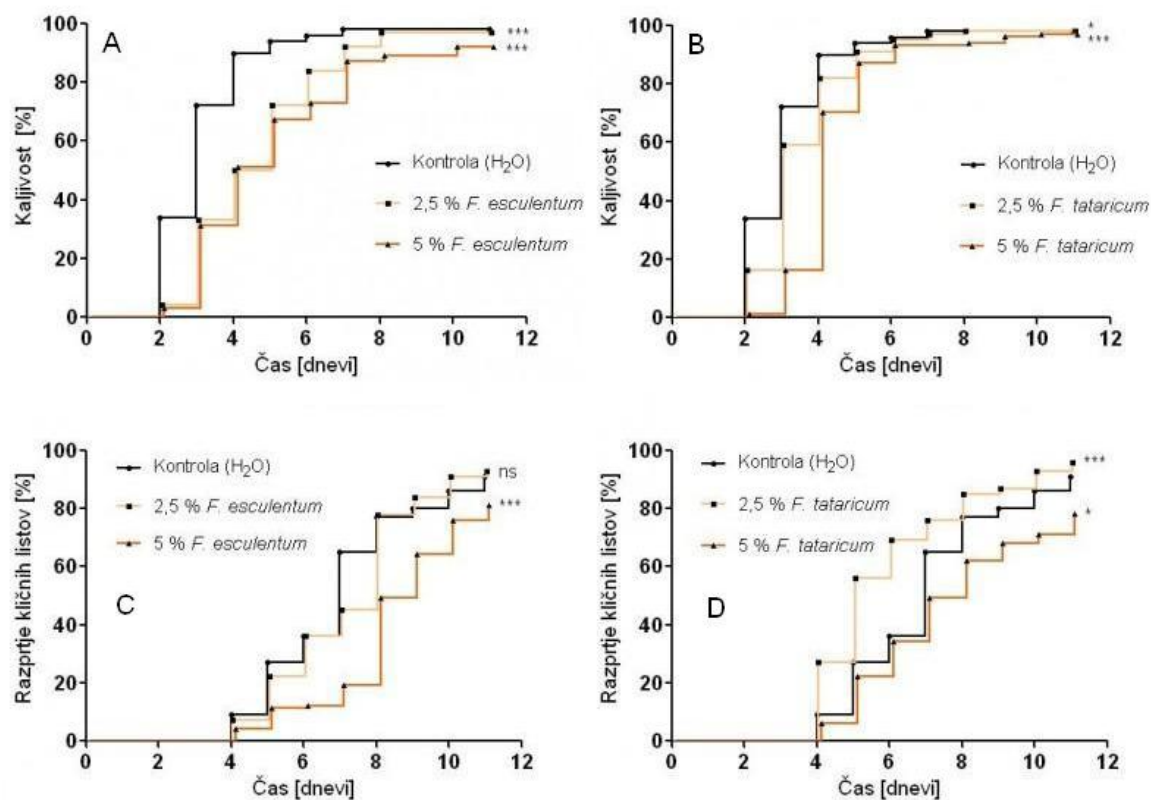 A
Kaljivost [%]
100
80
60
40
20
0
0 2 4 6 8 10 12
Čas [dnevi]
Kontrola (H₂O)
2,5 % F. esculentum
5 % F. esculentum
***
***
B
Kaljivost [%]
100
80
60
40
20
0
0 2 4 6 8 10 12
Čas [dnevi]
Kontrola (H₂O)
2,5 % F. tataricum
5 % F. tataricum
*
***
C
Razprtje kličnih listov [%]
100
80
60
40
20
0
0 2 4 6 8 10 12
Čas [dnevi]
Kontrola (H₂O)
2,5 % F. esculentum
5 % F. esculentum
ns
***
D
Razprtje kličnih listov [%]
100
80
60
40
20
0
0 2 4 6 8 10 12
Čas [dnevi]
Kontrola (H₂O)
2,5 % F. tataricum
5 % F. tataricum
***
*